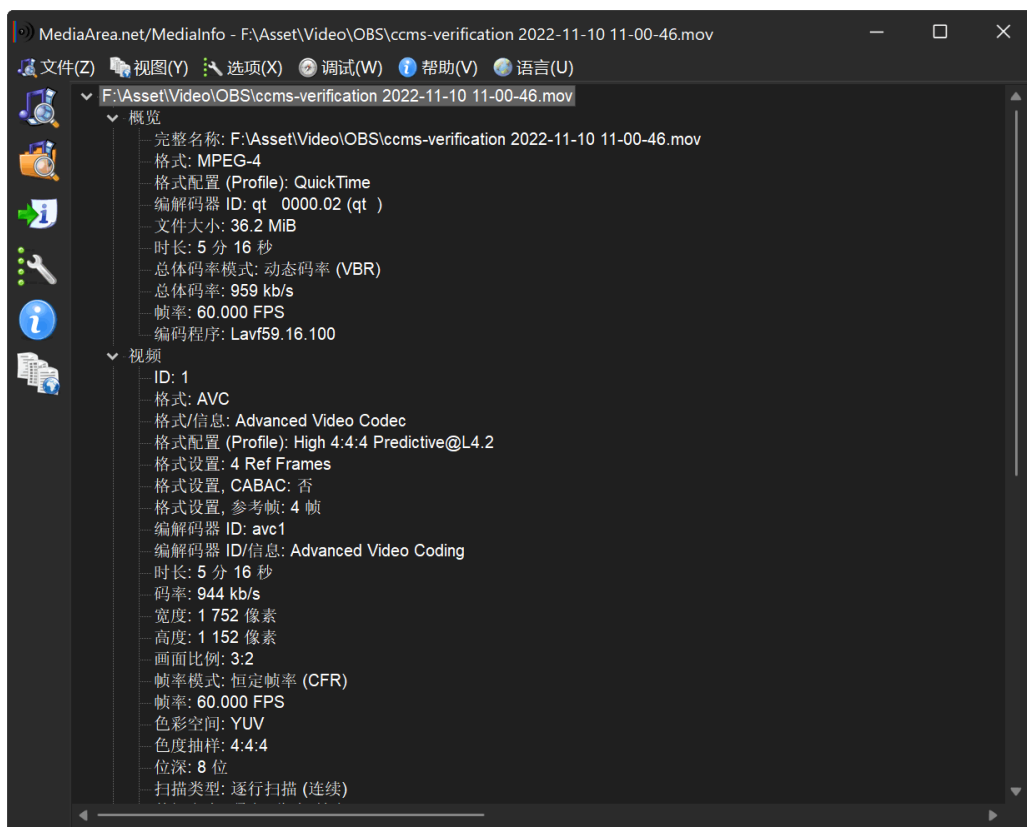 MediaArea.net/MediaInfo - F:\Asset\Video\OBS\ccms-verification 2022-11-10 11-00-46.mov
文件(Z) 视图(Y) 选项(X) 调试(W) 帮助(V) 语言(U)
F:\Asset\Video\OBS\ccms-verification 2022-11-10 11-00-46.mov
概览
完整名称: F:\Asset\Video\OBS\ccms-verification 2022-11-10 11-00-46.mov
格式: MPEG-4
格式配置 (Profile): QuickTime
编解码器 ID: qt   0000.02 (qt  )
文件大小: 36.2 MiB
时长: 5 分 16 秒
总体码率模式: 动态码率 (VBR)
总体码率: 959 kb/s
帧率: 60.000 FPS
编码程序: Lavf59.16.100
视频
ID: 1
格式: AVC
格式/信息: Advanced Video Codec
格式配置 (Profile): High 4:4:4 Predictive@L4.2
格式设置: 4 Ref Frames
格式设置, CABAC: 否
格式设置, 参考帧: 4 帧
编解码器 ID: avc1
编解码器 ID/信息: Advanced Video Coding
时长: 5 分 16 秒
码率: 944 kb/s
宽度: 1 752 像素
高度: 1 152 像素
画面比例: 3:2
帧率模式: 恒定帧率 (CFR)
帧率: 60.000 FPS
色彩空间: YUV
色度抽样: 4:4:4
位深: 8 位
扫描类型: 逐行扫描 (连续)